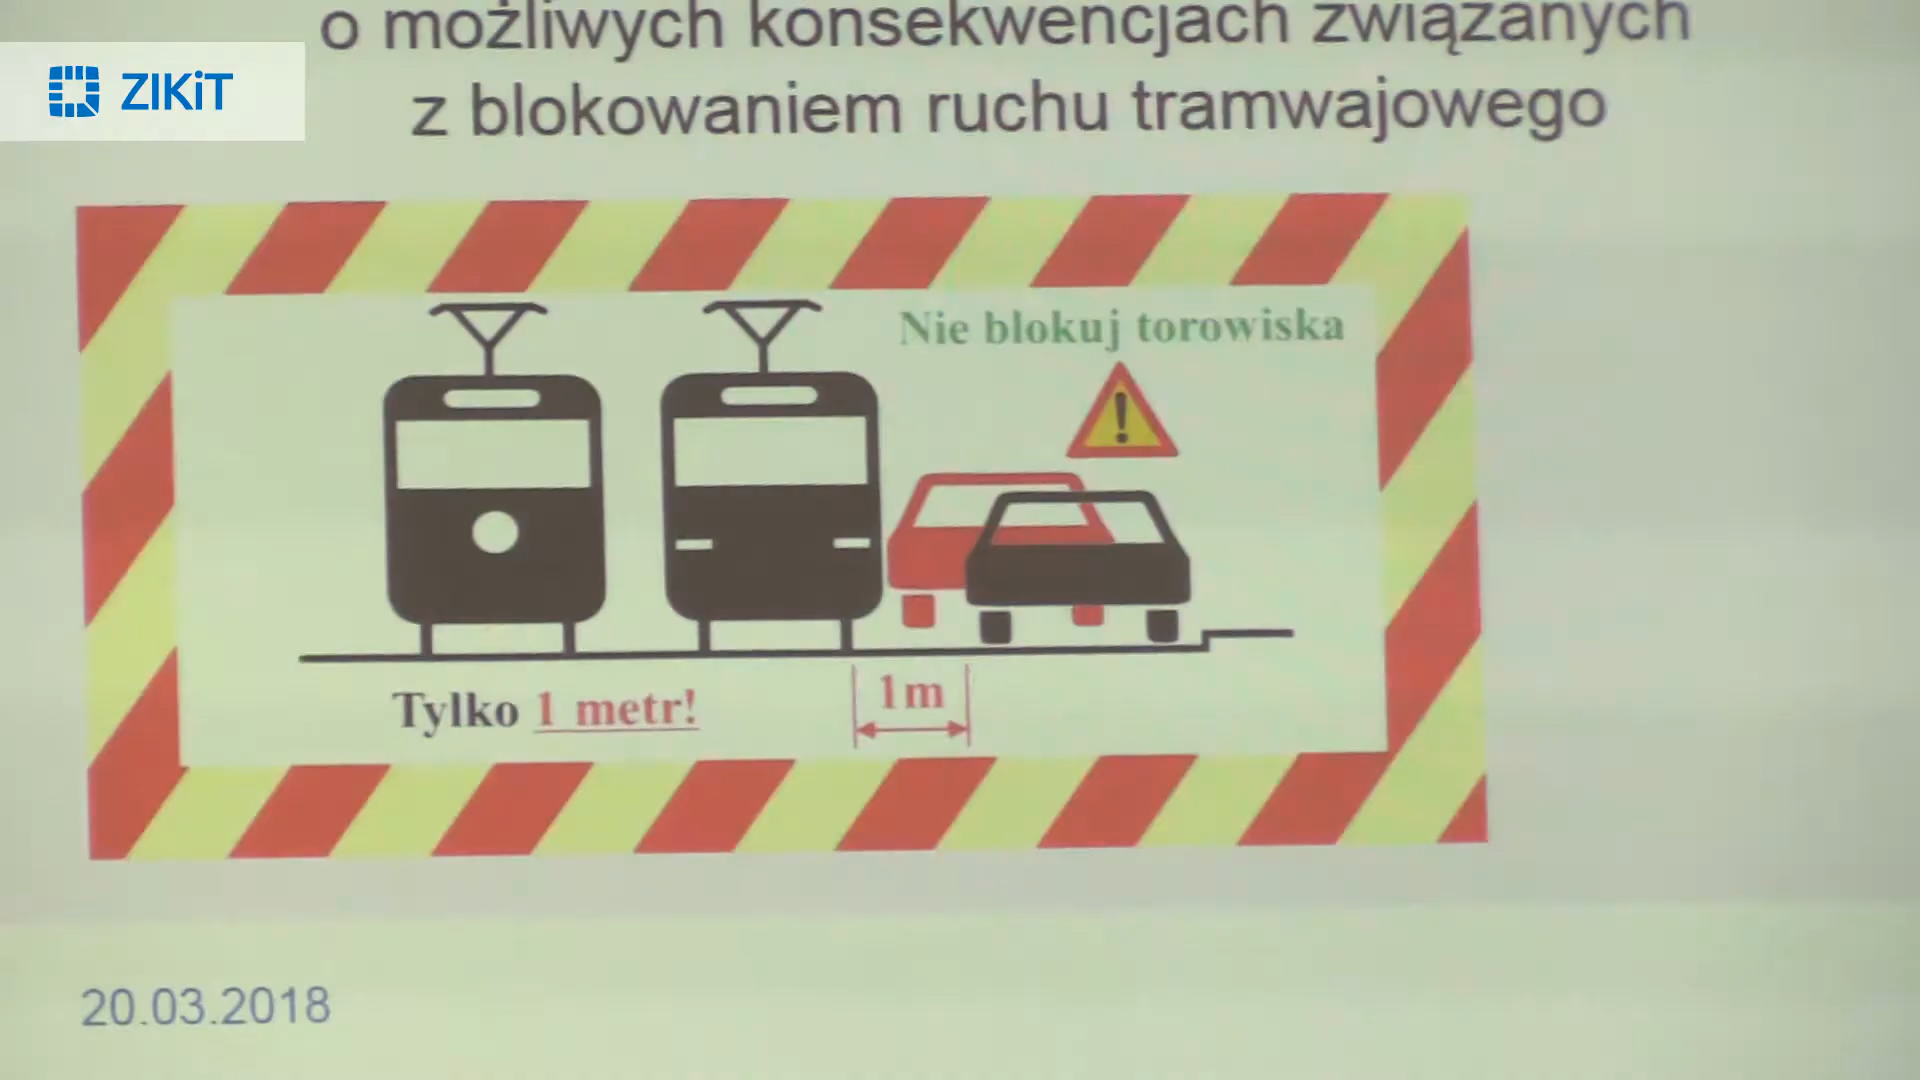 o możliwych konsekwencjach związanych
z blokowaniem ruchu tramwajowego
ZIKiT
Nie blokuj torowiska
!
Tylko 1 metr!
1m
20.03.2018